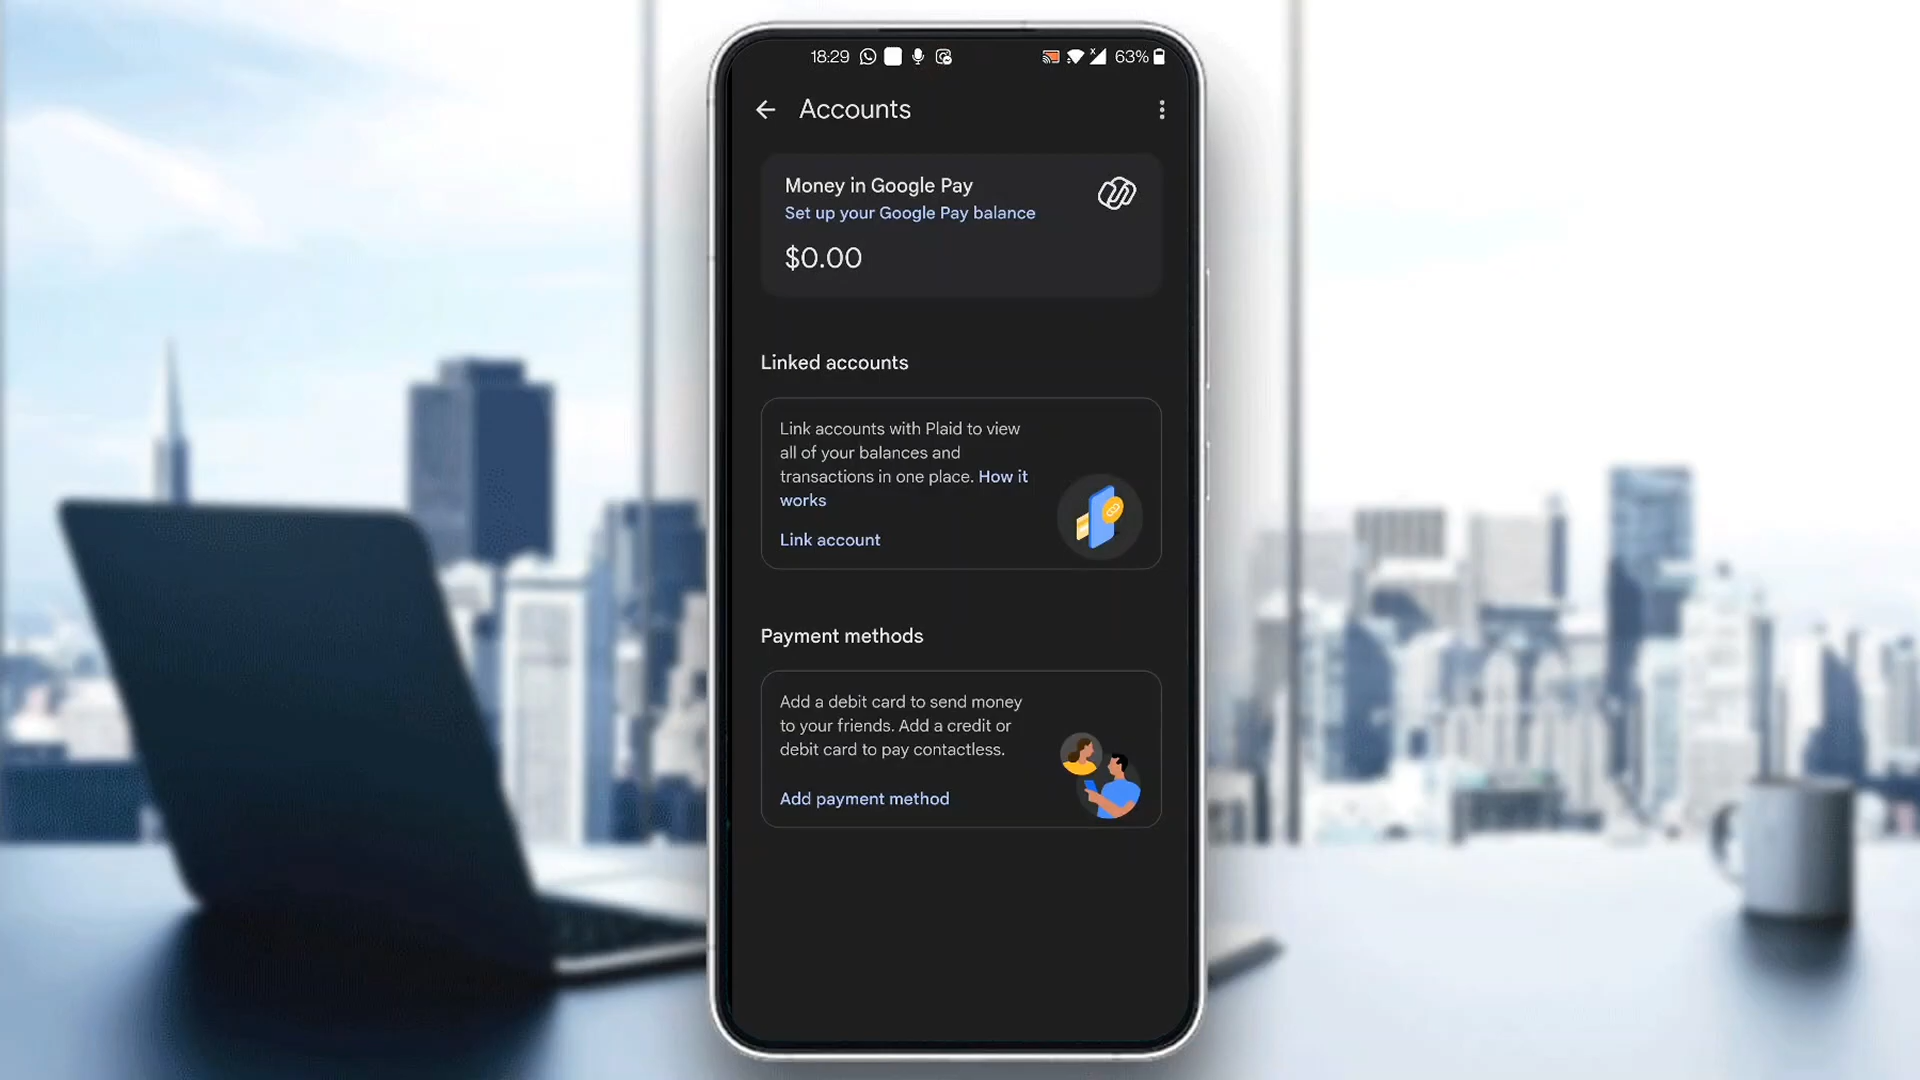 18:29
63%
Accounts
Money in Google Pay
Set up your Google Pay balance
$0.00
Linked accounts
Link accounts with Plaid to view
all of your balances and
transactions in one place. How it
works
Link account
Payment methods
Add a debit card to send money
to your friends. Add a credit or
debit card to pay contactless.
Add payment method